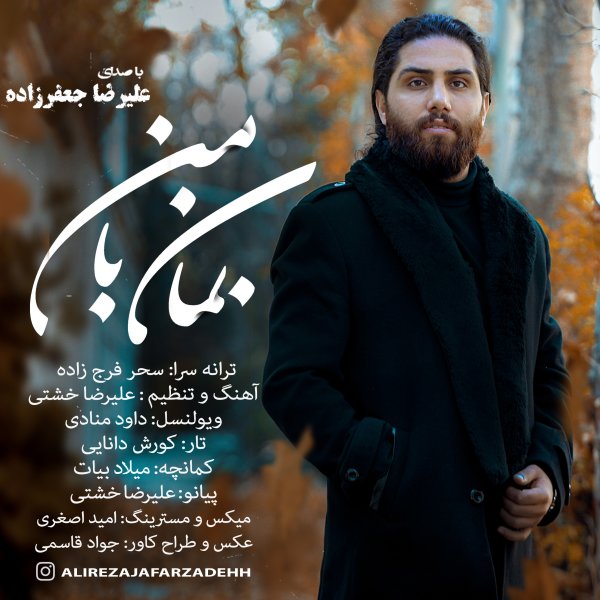 با صدای
علیرضا جعفرزاده
بمان با من
ترانه سرا: سحر فرج زاده
آهنگ و تنظیم : علیرضا خشتی
ویولنسل: داود منادی
تار: کورش دانایی
کمانچه: میلاد بیات
پیانو: علیرضا خشتی
میکس و مسترینگ: امید اصغری
عکس و طراح کاور: جواد قاسمی
ALIREZAJAFARZADEHH